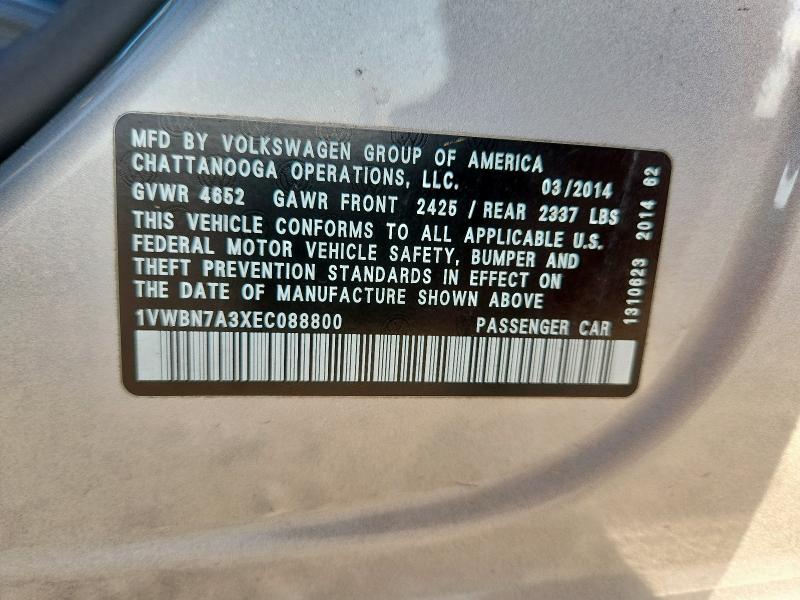 MFD BY VOLKSWAGEN GROUP OF AMERICA
CHATTANOOGA OPERATIONS, LLC. 03/2014
GVWR 4652 GAWR FRONT 2425 / REAR 2337 LBS
THIS VEHICLE CONFORMS TO ALL APPLICABLE U.S.
FEDERAL MOTOR VEHICLE SAFETY, BUMPER AND
THEFT PREVENTION STANDARDS IN EFFECT ON
THE DATE OF MANUFACTURE SHOWN ABOVE
1VWBN7A3XEC088800 PASSENGER CAR
1310623 2014 62